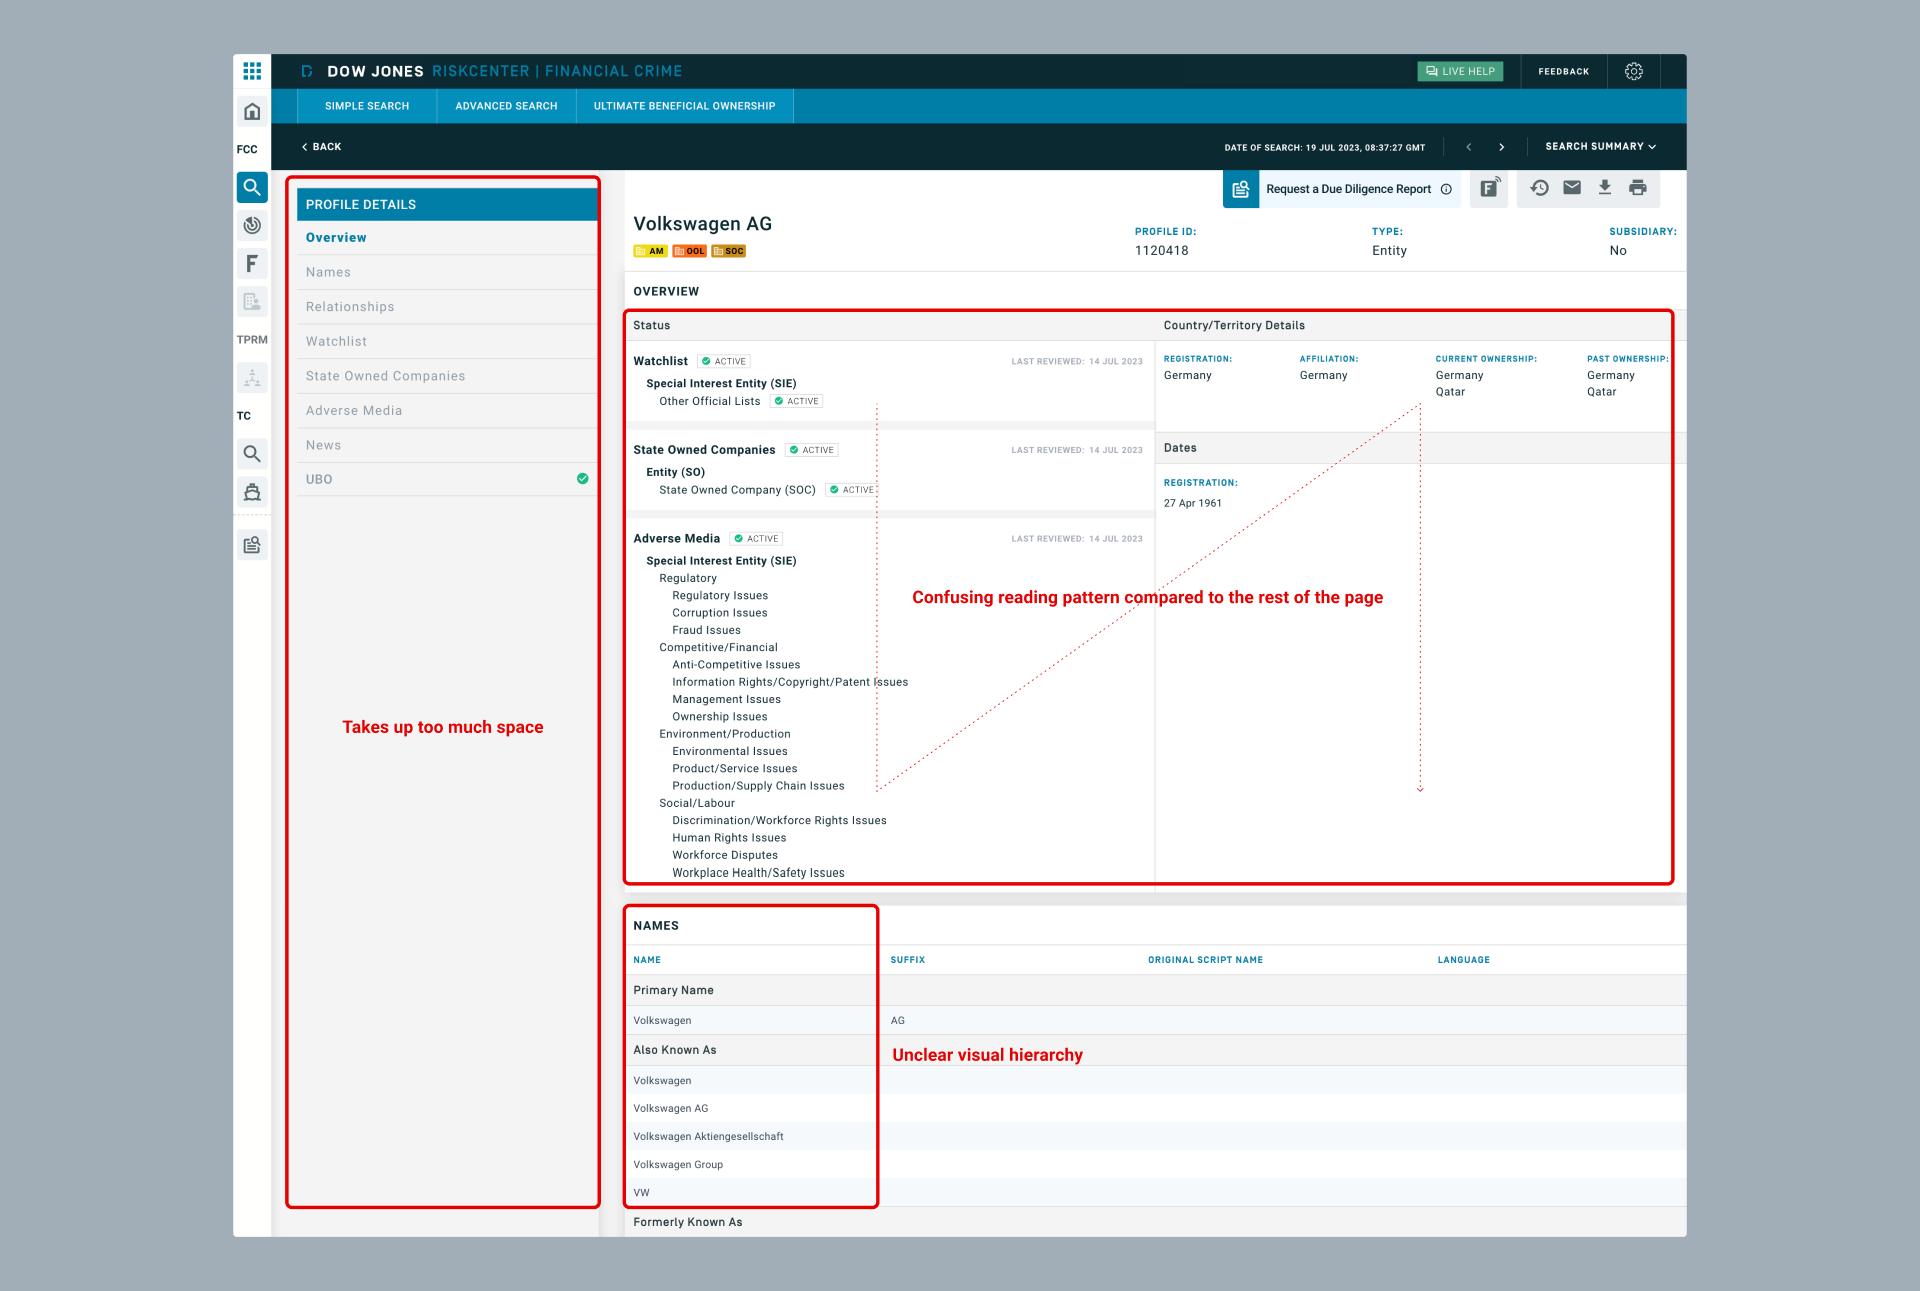 DOW JONES RISKCENTER | FINANCIAL CRIME
LIVE HELP
FEEDBACK
SIMPLE SEARCH
ADVANCED SEARCH
ULTIMATE BENEFICIAL OWNERSHIP
BACK
DATE OF SEARCH: 19 JUL 2023, 08:37:27 GMT
SEARCH SUMMARY
FCC
F
TPRM
TC
PROFILE DETAILS
Overview
Names
Relationships
Watchlist
State Owned Companies
Adverse Media
News
UBO
Takes up too much space
Request a Due Diligence Report
F
Volkswagen AG
AM
OOL
SOC
PROFILE ID:
1120418
TYPE:
Entity
SUBSIDIARY:
No
OVERVIEW
Status
Watchlist ACTIVE LAST REVIEWED: 14 JUL 2023
Special Interest Entity (SIE)
Other Official Lists ACTIVE
State Owned Companies ACTIVE LAST REVIEWED: 14 JUL 2023
Entity (SO)
State Owned Company (SOC) ACTIVE
Adverse Media ACTIVE LAST REVIEWED: 14 JUL 2023
Special Interest Entity (SIE)
Regulatory
Regulatory Issues
Corruption Issues
Fraud Issues
Competitive/Financial
Anti-Competitive Issues
Information Rights/Copyright/Patent Issues
Management Issues
Ownership Issues
Environment/Production
Environmental Issues
Product/Service Issues
Production/Supply Chain Issues
Social/Labour
Discrimination/Workforce Rights Issues
Human Rights Issues
Workforce Disputes
Workplace Health/Safety Issues
Country/Territory Details
REGISTRATION:
Germany
AFFILIATION:
Germany
CURRENT OWNERSHIP:
Germany
Qatar
PAST OWNERSHIP:
Germany
Qatar
Dates
REGISTRATION:
27 Apr 1961
Confusing reading pattern compared to the rest of the page
NAMES
NAME SUFFIX ORIGINAL SCRIPT NAME LANGUAGE
Primary Name
Volkswagen AG
Also Known As
Unclear visual hierarchy
Volkswagen
Volkswagen AG
Volkswagen Aktiengesellschaft
Volkswagen Group
VW
Formerly Known As